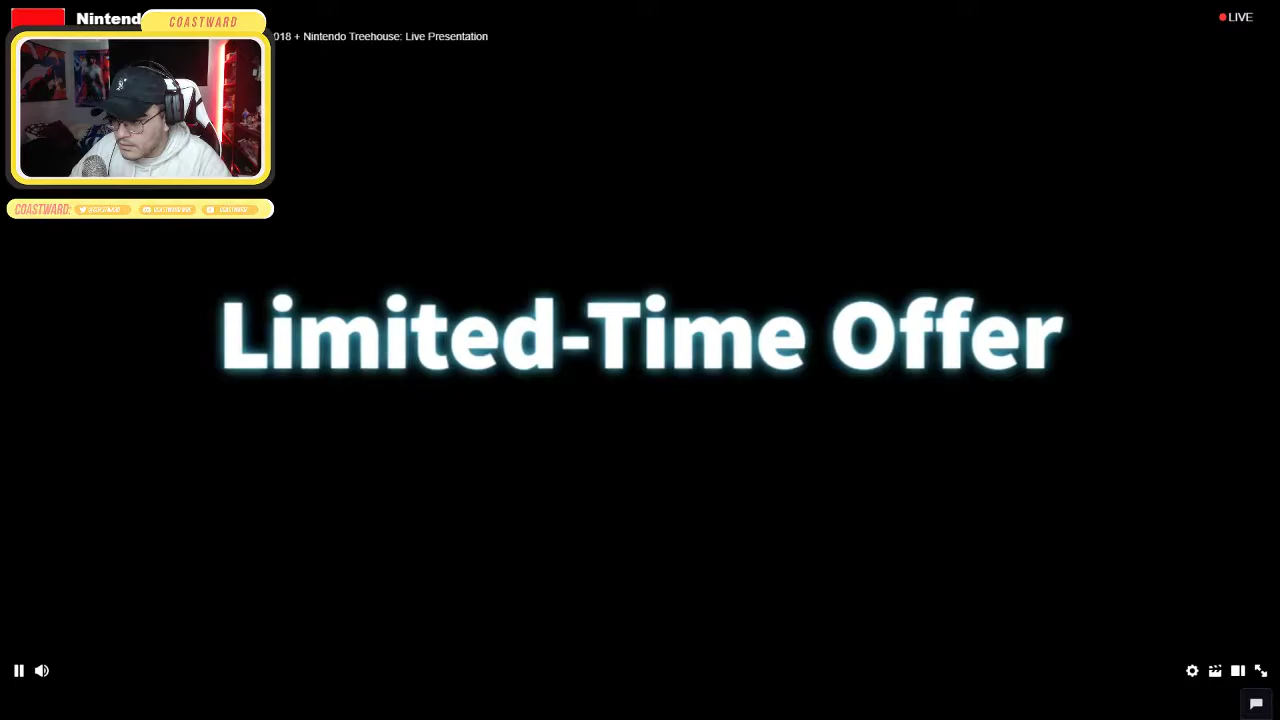 Nintend
COASTWARD
LIVE
018 + Nintendo Treehouse: Live Presentation
COASTWARD:
Limited-Time Offer